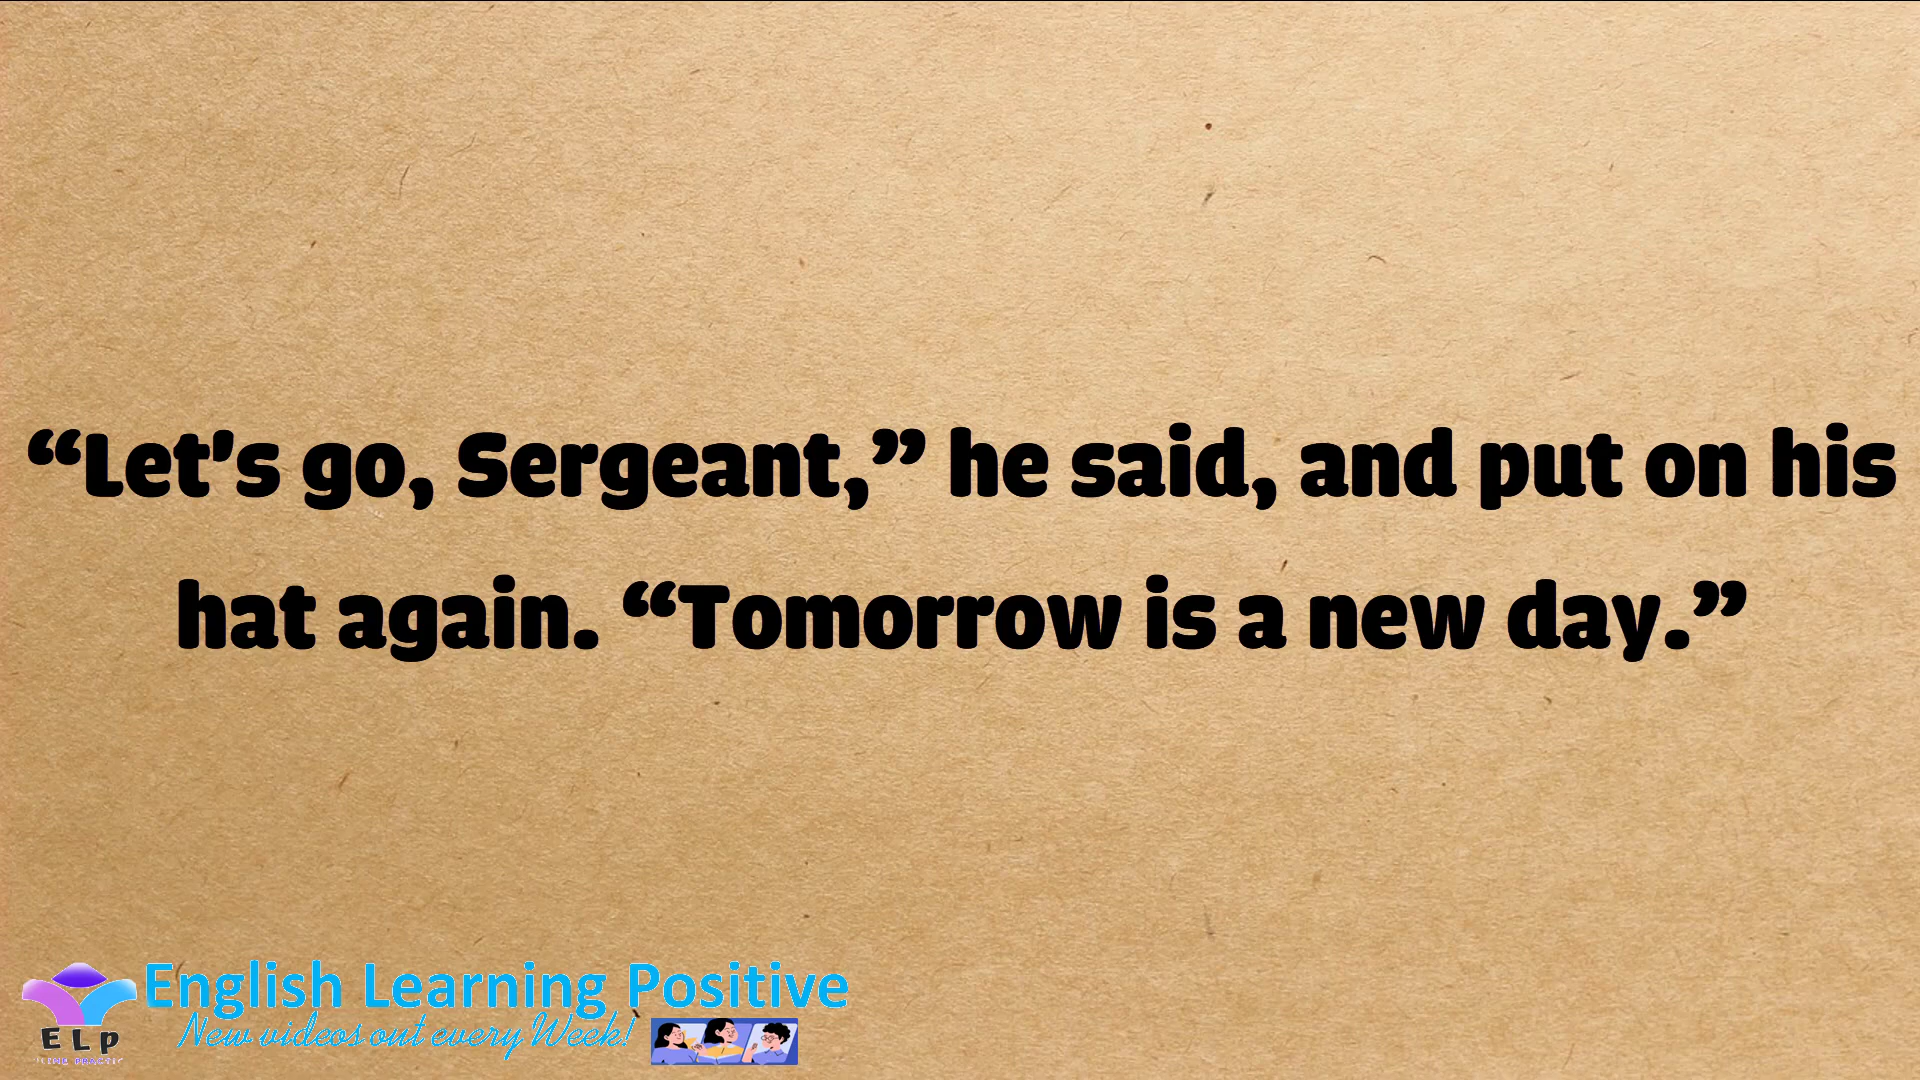 “Let's go, Sergeant,” he said, and put on his
hat again. “Tomorrow is a new day.”
English Learning Positive
New videos out every Week!
ELP